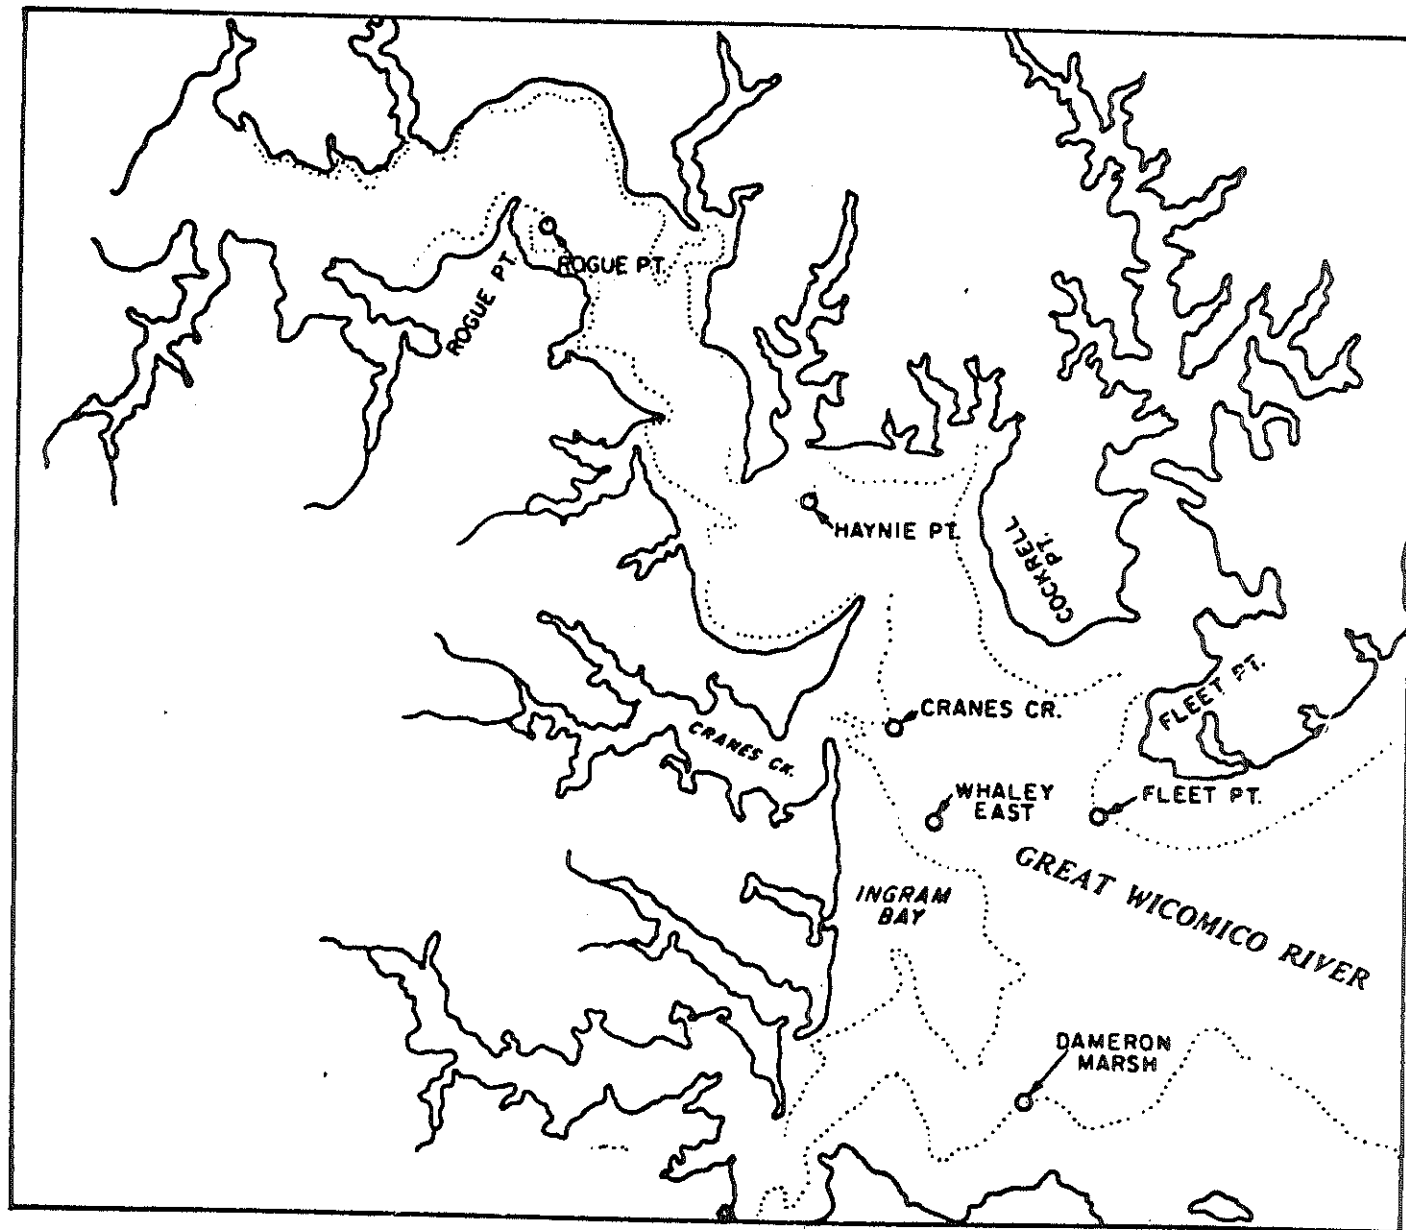 ROGUE PT.
ROGUE PT.
HAYNIE PT.
COCKRELL
PT.
FLEET PT.
CRANES CR.
CRANES CK.
WHALEY
EAST
FLEET PT.
INGRAM
BAY
GREAT WICOMICO RIVER
DAMERON
MARSH